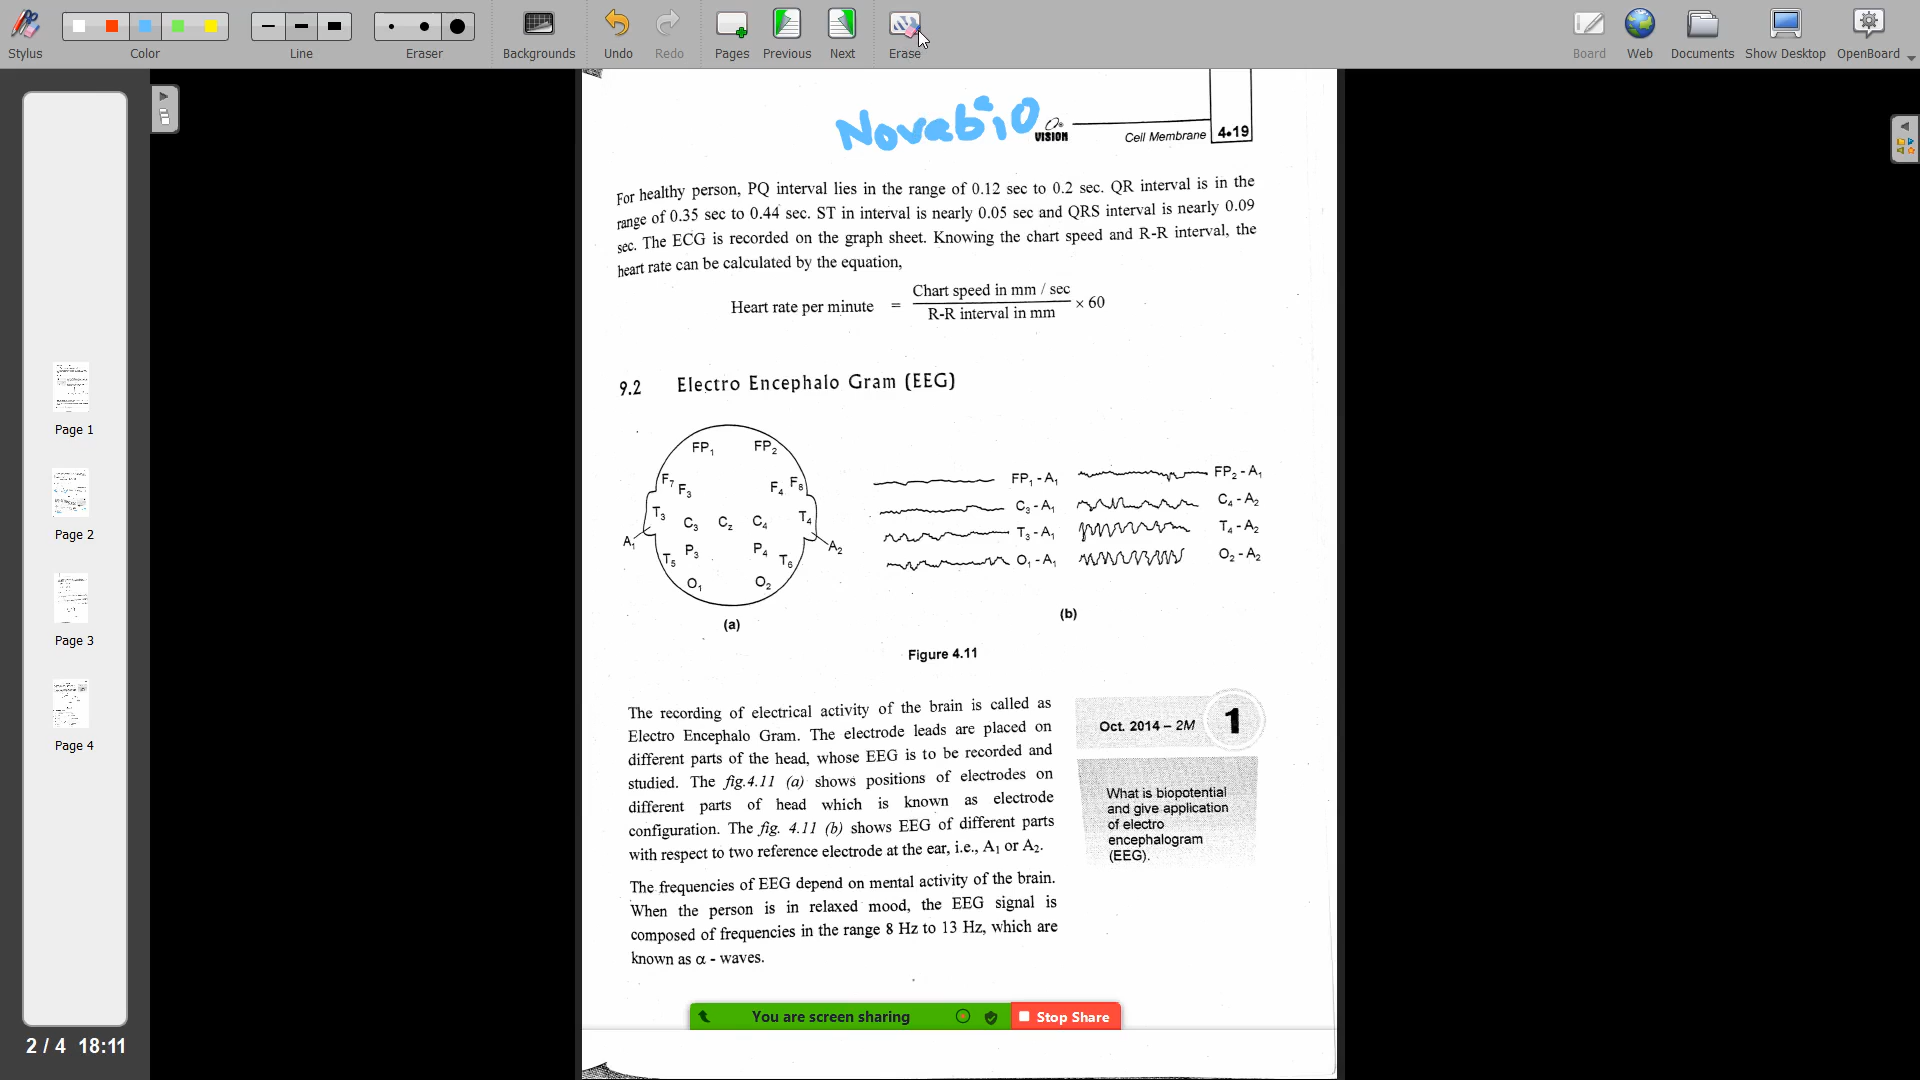 Stylus Color Line Eraser Backgrounds Undo Redo Pages Previous Next Erase Board Web Documents Show Desktop OpenBoard
Novabio
VISION Cell Membrane 4•19
For healthy person, PQ interval lies in the range of 0.12 sec to 0.2 sec. QR interval is in the
range of 0.35 sec to 0.44 sec. ST in interval is nearly 0.05 sec and QRS interval is nearly 0.09
sec. The ECG is recorded on the graph sheet. Knowing the chart speed and R-R interval, the
heart rate can be calculated by the equation,
Heart rate per minute = Chart speed in mm / sec
R-R interval in mm
× 60
9.2 Electro Encephalo Gram (EEG)
FP₁ FP₂
F₇ F₃ F₄ F₈
T₃ C₃ C_z C₄ T₄
A₁ A₂
T₅ P₃ P₄ T₆
O₁ O₂
(a)
FP₁ - A₁ FP₂ - A₁
C₃ - A₁ C₄ - A₂
T₃ - A₁ T₄ - A₂
O₁ - A₁ O₂ - A₂
(b)
Figure 4.11
The recording of electrical activity of the brain is called as
Electro Encephalo Gram. The electrode leads are placed on
different parts of the head, whose EEG is to be recorded and
studied. The fig.4.11 (a) shows positions of electrodes on
different parts of head which is known as electrode
configuration. The fig. 4.11 (b) shows EEG of different parts
with respect to two reference electrode at the ear, i.e., A₁ or A₂.
The frequencies of EEG depend on mental activity of the brain.
When the person is in relaxed mood, the EEG signal is
composed of frequencies in the range 8 Hz to 13 Hz, which are
known as α - waves.
Oct. 2014 – 2M 1
What is biopotential
and give application
of electro
encephalogram
(EEG).
Page 1
Page 2
Page 3
Page 4
2 / 4 18:11
You are screen sharing Stop Share